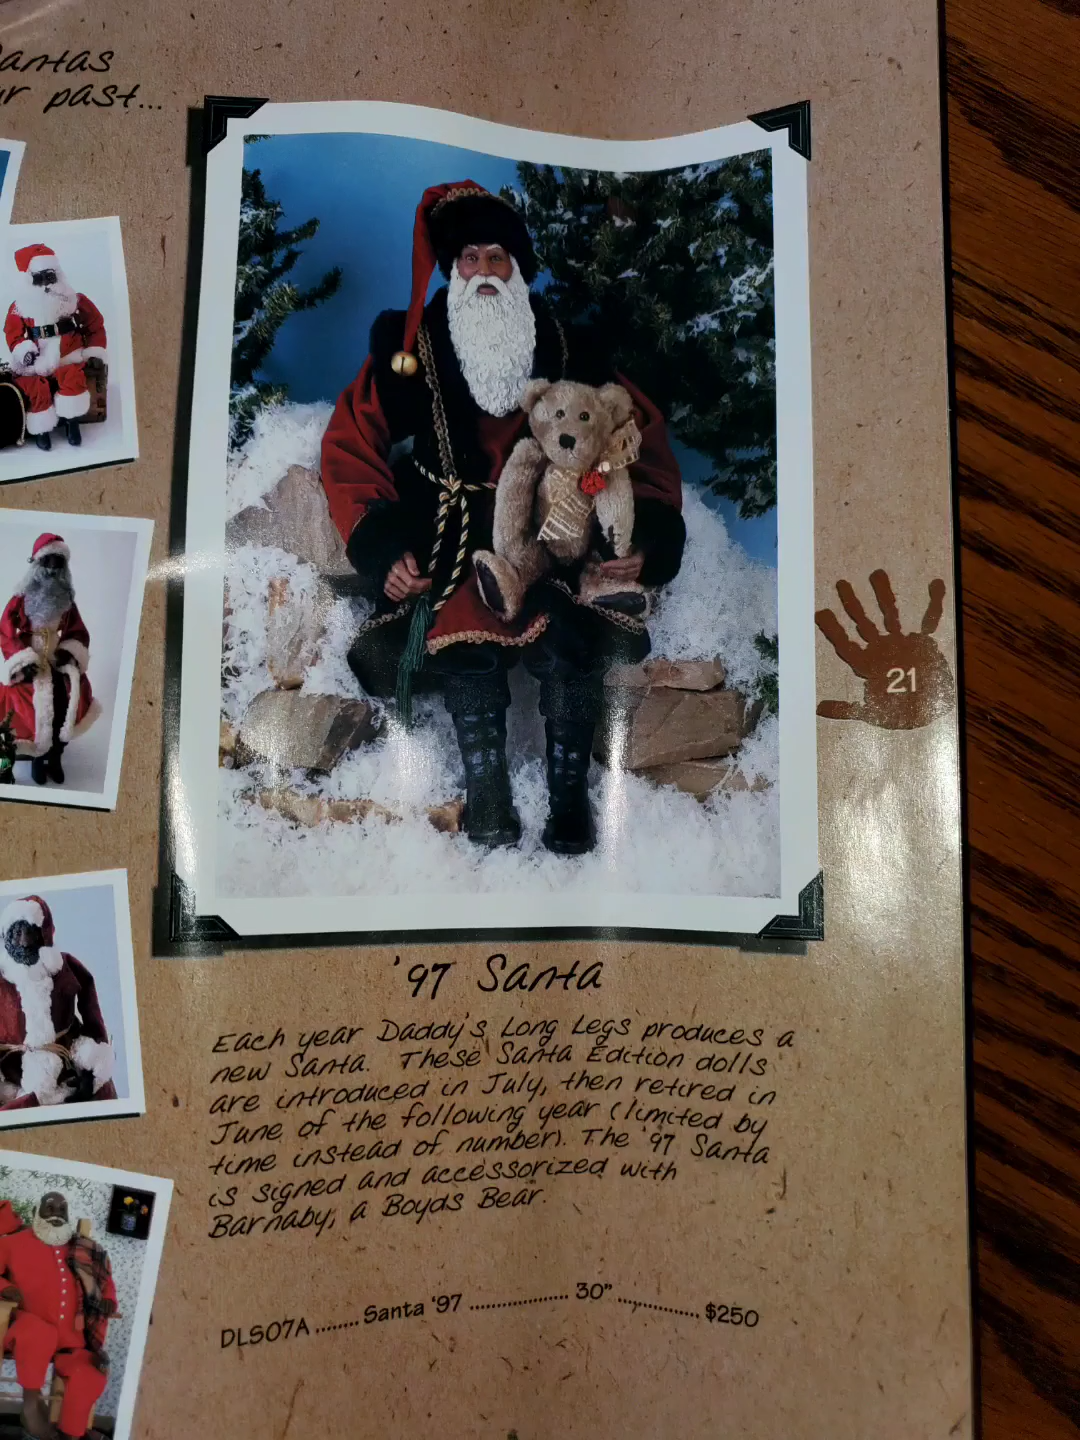 past...
21
'97 Santa
Each year Daddy's Long Legs produces a
new Santa. These Santa Edition dolls
are introduced in July, then retired in
June of the following year (limited by
time instead of number). The '97 Santa
is signed and accessorized with
Barnaby, a Boyds Bear.
DLS07A ........ Santa '97 .................... 30" ................ $250